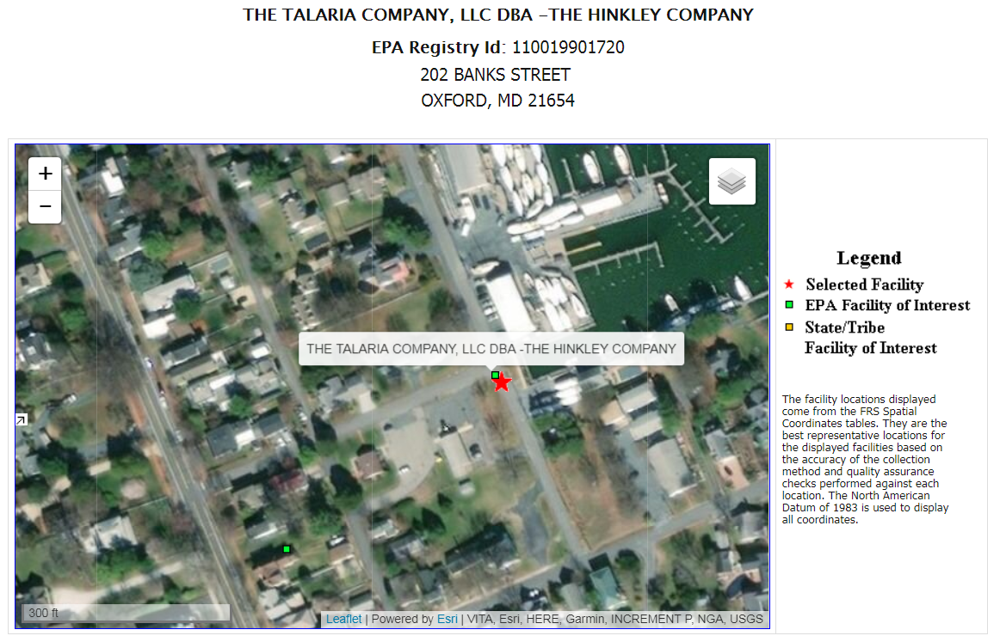 THE TALARIA COMPANY, LLC DBA -THE HINKLEY COMPANY
EPA Registry Id: 110019901720
202 BANKS STREET
OXFORD, MD 21654
+
−
THE TALARIA COMPANY, LLC DBA -THE HINKLEY COMPANY
300 ft
Leaflet | Powered by Esri | VITA, Esri, HERE, Garmin, INCREMENT P, NGA, USGS
Legend
Selected Facility
EPA Facility of Interest
State/Tribe
Facility of Interest
The facility locations displayed
come from the FRS Spatial
Coordinates tables. They are the
best representative locations for
the displayed facilities based on
the accuracy of the collection
method and quality assurance
checks performed against each
location. The North American
Datum of 1983 is used to display
all coordinates.